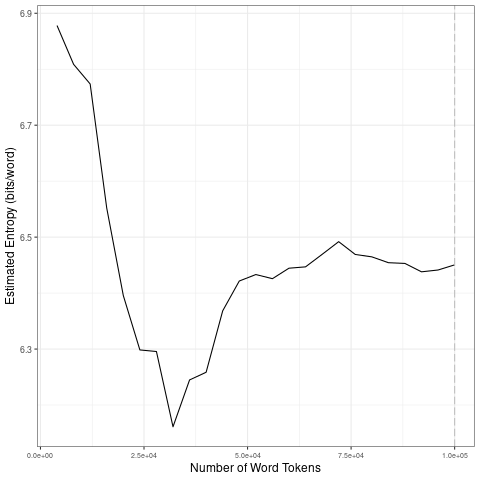 Estimated Entropy (bits/word)
6.9
6.7
6.5
6.3
0.0e+00 2.5e+04 5.0e+04 7.5e+04 1.0e+05
Number of Word Tokens